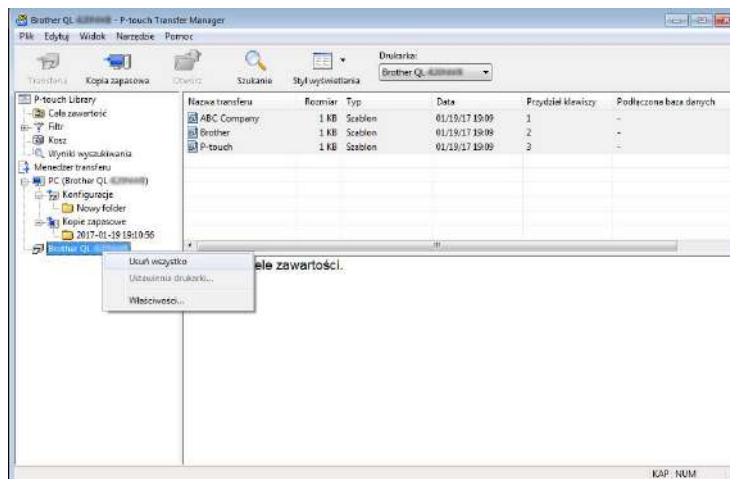 Brother QL - P-touch Transfer Manager
Plik Edytuj Widok Narzędzie Pomoc
Transferuj Kopia zapasowa Otwórz Szukanie Styl wyświetlania
Drukarka:
Brother QL
P-touch Library
Cała zawartość
Filtr
Kosz
Wyniki wyszukiwania
Menedżer transferu
PC (Brother QL )
Konfiguracje
Nowy folder
Kopie zapasowe
2017-01-19 19:10:56
Brother QL
Nazwa transferu Rozmiar Typ Data Przydział klawiszy Podłączona baza danych
ABC Company 1 KB Szablon 01/19/17 19:09 1 -
Brother 1 KB Szablon 01/19/17 19:09 2 -
P-touch 1 KB Szablon 01/19/17 19:09 3 -
Usuń wszystko
Ustawienia drukarki...
Właściwości...
ele zawartości.
KAP NUM